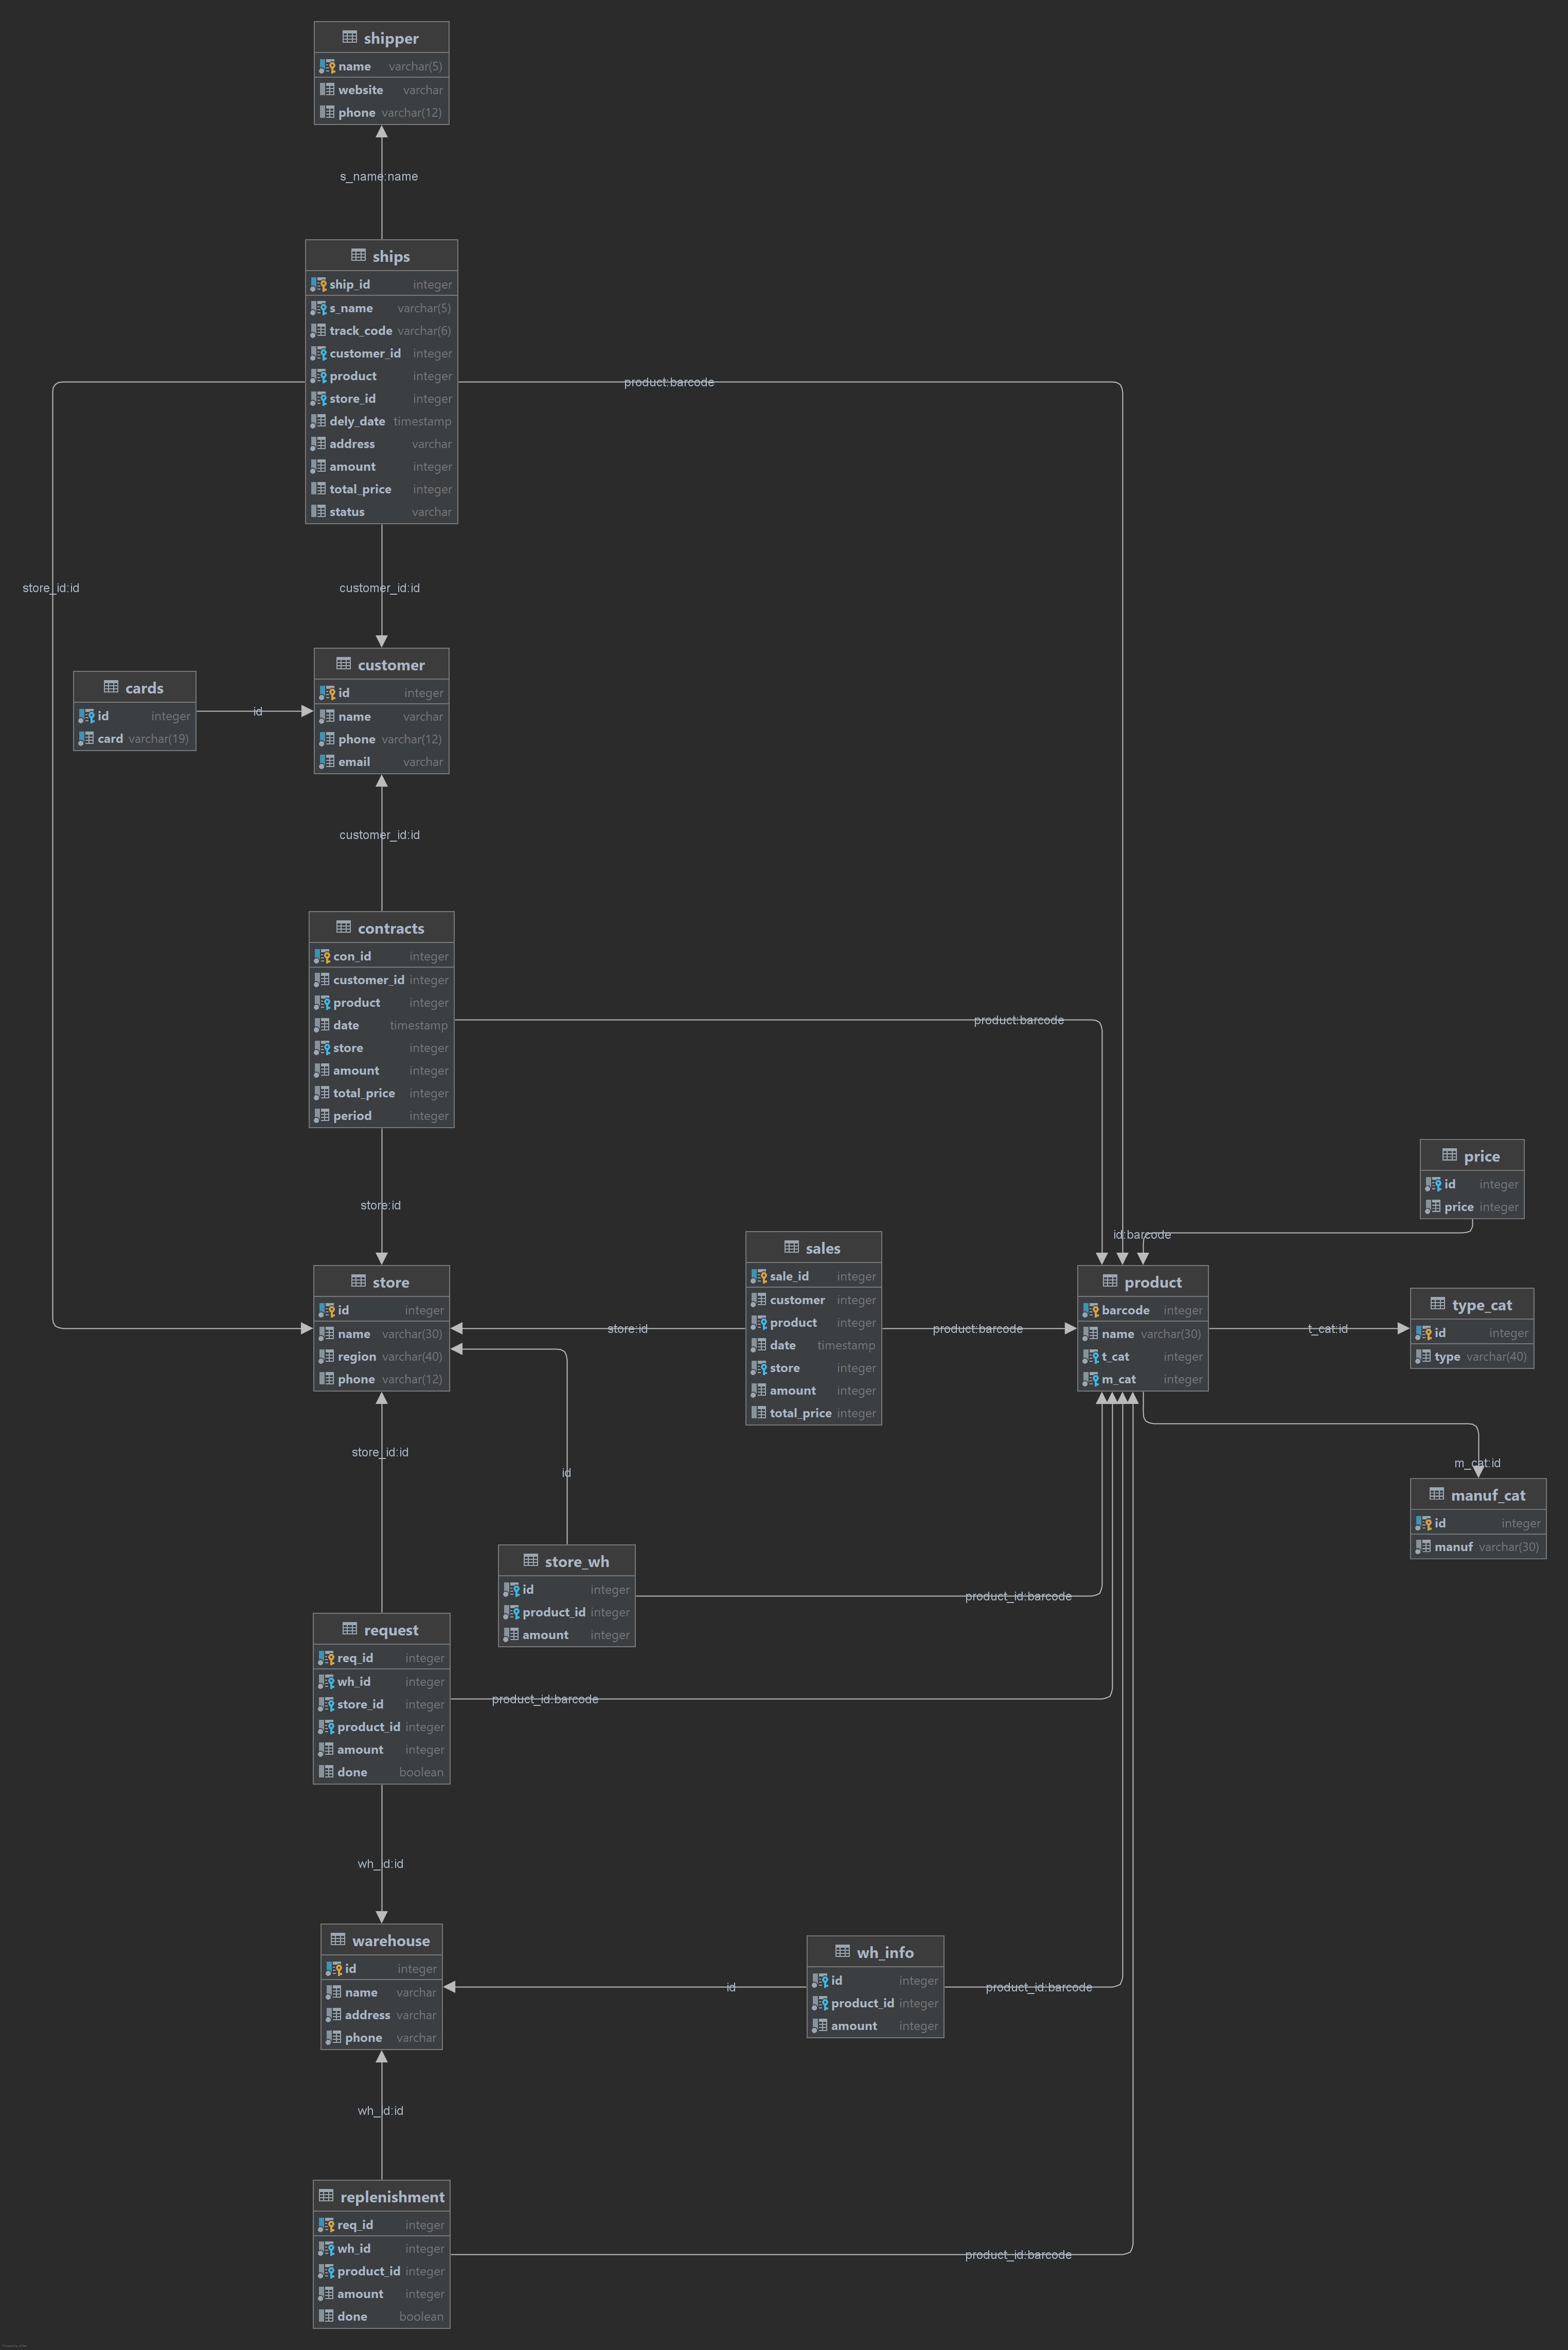 shipper
name varchar(5)
website varchar
phone varchar(12)
s_name:name
ships
ship_id integer
s_name varchar(5)
track_code varchar(6)
customer_id integer
product integer
store_id integer
dely_date timestamp
address varchar
amount integer
total_price integer
status varchar
product:barcode
store_id:id
customer_id:id
customer
id integer
name varchar
phone varchar(12)
email varchar
cards
id integer
card varchar(19)
id
customer_id:id
contracts
con_id integer
customer_id integer
product integer
date timestamp
store integer
amount integer
total_price integer
period integer
product:barcode
store:id
price
id integer
price integer
id:barcode
store
id integer
name varchar(30)
region varchar(40)
phone varchar(12)
store:id
sales
sale_id integer
customer integer
product integer
date timestamp
store integer
amount integer
total_price integer
product:barcode
product
barcode integer
name varchar(30)
t_cat integer
m_cat integer
t_cat:id
type_cat
id integer
type varchar(40)
m_cat:id
manuf_cat
id integer
manuf varchar(30)
store_id:id
id
store_wh
id integer
product_id integer
amount integer
product_id:barcode
request
req_id integer
wh_id integer
store_id integer
product_id integer
amount integer
done boolean
product_id:barcode
wh_id:id
warehouse
id integer
name varchar
address varchar
phone varchar
id
wh_info
id integer
product_id integer
amount integer
product_id:barcode
wh_id:id
replenishment
req_id integer
wh_id integer
product_id integer
amount integer
done boolean
product_id:barcode